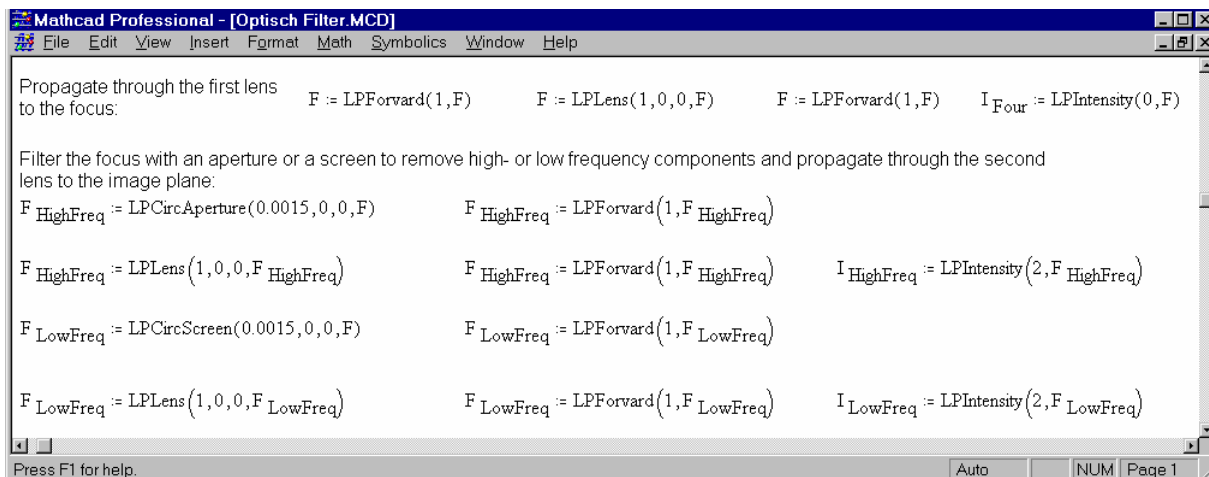 Mathcad Professional - [Optisch Filter.MCD]
File Edit View Insert Format Math Symbolics Window Help
Propagate through the first lens
to the focus:
F := LPForvard(1,F) F := LPLens(1,0,0,F) F := LPForvard(1,F) I Four := LPIntensity(0,F)
Filter the focus with an aperture or a screen to remove high- or low frequency components and propagate through the second
lens to the image plane:
F HighFreq := LPCircAperture(0.0015,0,0,F) F HighFreq := LPForvard(1,F HighFreq)
F HighFreq := LPLens(1,0,0,F HighFreq) F HighFreq := LPForvard(1,F HighFreq) I HighFreq := LPIntensity(2,F HighFreq)
F LowFreq := LPCircScreen(0.0015,0,0,F) F LowFreq := LPForvard(1,F LowFreq)
F LowFreq := LPLens(1,0,0,F LowFreq) F LowFreq := LPForvard(1,F LowFreq) I LowFreq := LPIntensity(2,F LowFreq)
Press F1 for help. Auto NUM Page 1